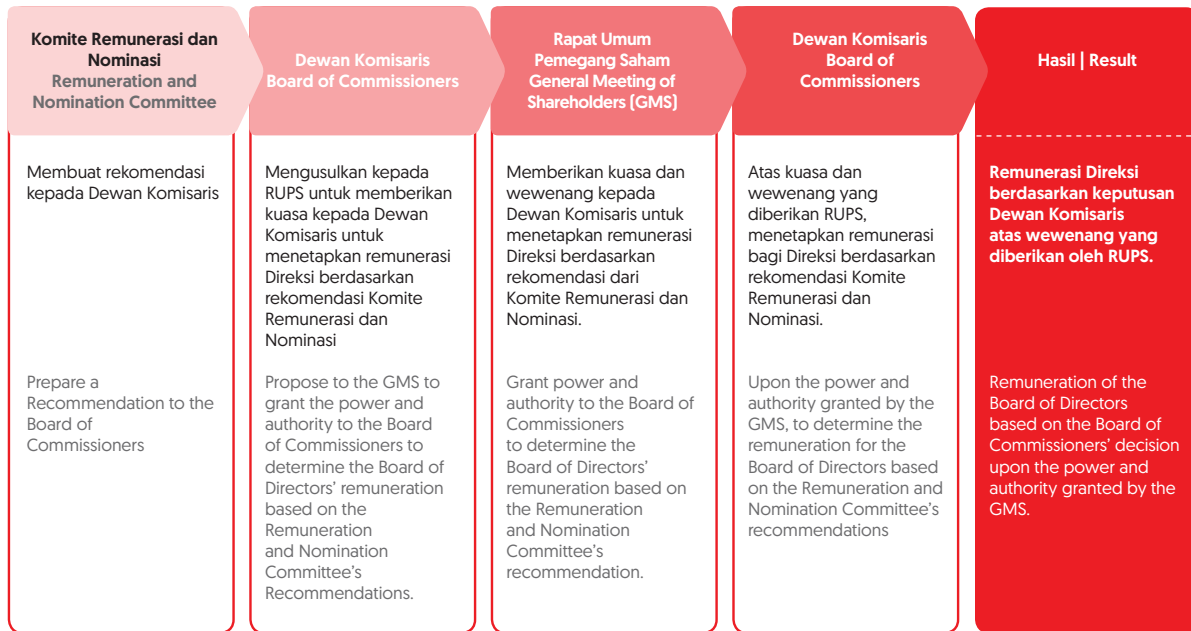 Komite Remunerasi dan
Nominasi
Remuneration and
Nomination Committee
Dewan Komisaris
Board of Commissioners
Rapat Umum
Pemegang Saham
General Meeting of
Shareholders (GMS)
Dewan Komisaris
Board of
Commissioners
Hasil | Result
Membuat rekomendasi
kepada Dewan Komisaris
Prepare a
Recommendation to the
Board of
Commissioners
Mengusulkan kepada
RUPS untuk memberikan
kuasa kepada Dewan
Komisaris untuk
menetapkan remunerasi
Direksi berdasarkan
rekomendasi Komite
Remunerasi dan
Nominasi
Propose to the GMS to
grant the power and
authority to the Board
of Commissioners to
determine the Board of
Directors’ remuneration
based on the
Remuneration
and Nomination
Committee’s
Recommendations.
Memberikan kuasa dan
wewenang kepada
Dewan Komisaris untuk
menetapkan remunerasi
Direksi berdasarkan
rekomendasi dari
Komite Remunerasi dan
Nominasi.
Grant power and
authority to the Board of
Commissioners
to determine the
Board of Directors’
remuneration based on
the Remuneration
and Nomination
Committee’s
recommendation.
Atas kuasa dan
wewenang yang
diberikan RUPS,
menetapkan remunerasi
bagi Direksi berdasarkan
rekomendasi Komite
Remunerasi dan
Nominasi.
Upon the power and
authority granted by the
GMS, to determine the
remuneration for the
Board of Directors based
on the Remuneration and
Nomination Committee’s
recommendations
Remunerasi Direksi
berdasarkan keputusan
Dewan Komisaris
atas wewenang yang
diberikan oleh RUPS.
Remuneration of the
Board of Directors
based on the Board of
Commissioners’ decision
upon the power and
authority granted by the
GMS.